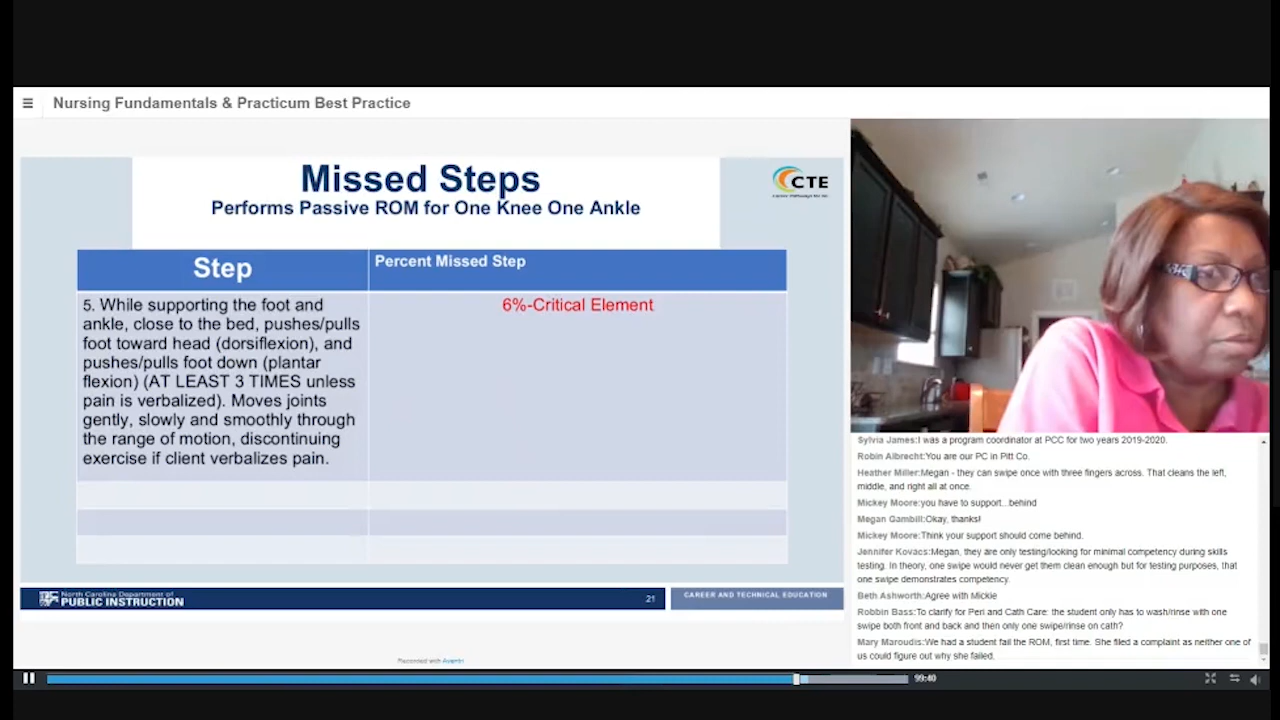 ☰ Nursing Fundamentals & Practicum Best Practice
Missed Steps
Performs Passive ROM for One Knee One Ankle
CTE
Step
Percent Missed Step
5. While supporting the foot and
ankle, close to the bed, pushes/pulls
foot toward head (dorsiflexion), and
pushes/pulls foot down (plantar
flexion) (AT LEAST 3 TIMES unless
pain is verbalized). Moves joints
gently, slowly and smoothly through
the range of motion, discontinuing
exercise if client verbalizes pain.
6%-Critical Element
North Carolina Department of
PUBLIC INSTRUCTION
21
CAREER AND TECHNICAL EDUCATION
Sylvia James:I was a program coordinator at PCC for two years 2019-2020.
Robin Albrecht:You are our PC in Pitt Co.
Heather Miller:Megan - they can swipe once with three fingers across. That cleans the left,
middle, and right all at once.
Mickey Moore:you have to support...behind
Megan Gambill:Okay, thanks!
Mickey Moore:Think your support should come behind.
Jennifer Kovacs:Megan, they are only testing/looking for minimal competency during skills
testing. In theory, one swipe would never get them clean enough but for testing purposes, that
one swipe demonstrates competency.
Beth Ashworth:Agree with Mickie
Robbin Bass:To clarify for Peri and Cath Care: the student only has to wash/rinse with one
swipe both front and back and then only one swipe/rinse on cath?
Mary Maroudis:We had a student fail the ROM, first time. She filed a complaint as neither one of
us could figure out why she failed.
99:40